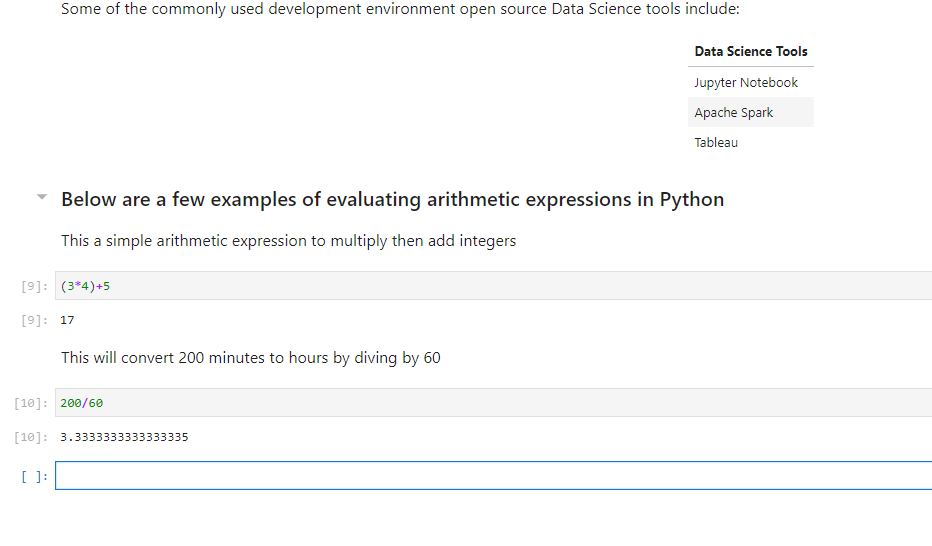 Some of the commonly used development environment open source Data Science tools include:
Data Science Tools
Jupyter Notebook
Apache Spark
Tableau
Below are a few examples of evaluating arithmetic expressions in Python
This a simple arithmetic expression to multiply then add integers
[9]: (3*4)+5
[9]: 17
This will convert 200 minutes to hours by diving by 60
[10]: 200/60
[10]: 3.3333333333333335
[ ]: